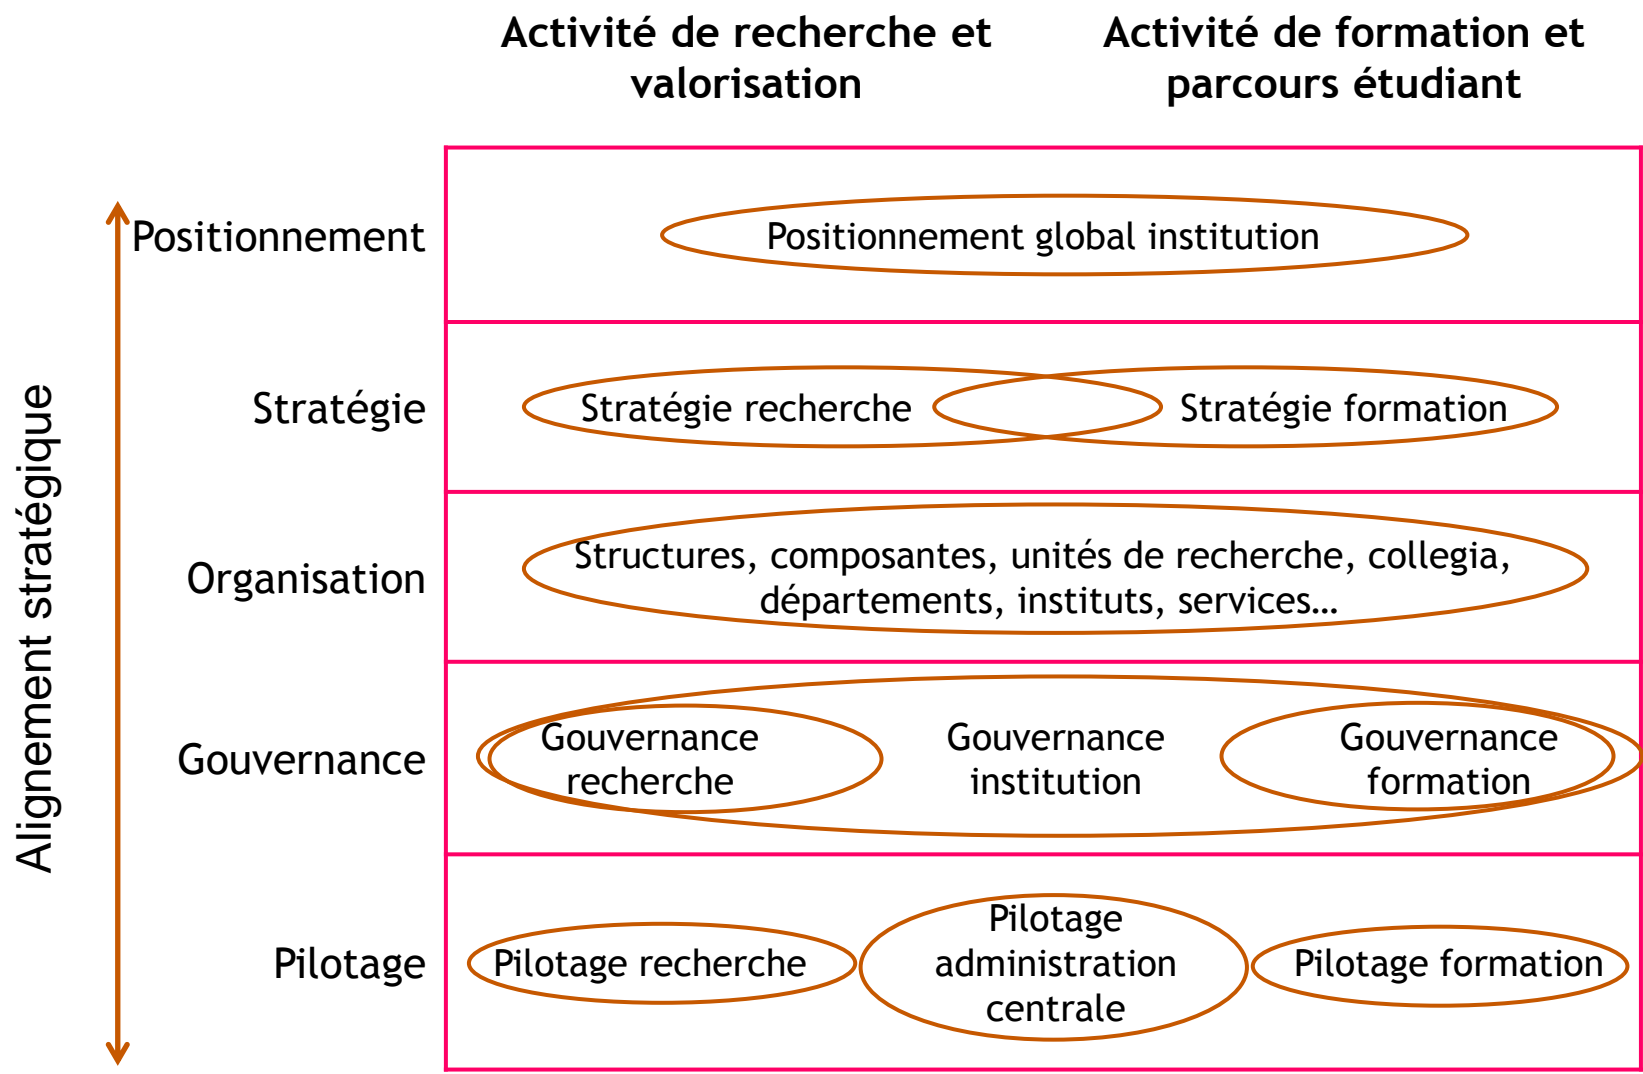 Activité de recherche et
valorisation
Activité de formation et
parcours étudiant
Alignement stratégique
Positionnement
Positionnement global institution
Stratégie
Stratégie recherche
Stratégie formation
Organisation
Structures, composantes, unités de recherche, collegia,
départements, instituts, services…
Gouvernance
Gouvernance
recherche
Gouvernance
institution
Gouvernance
formation
Pilotage
Pilotage recherche
Pilotage
administration
centrale
Pilotage formation